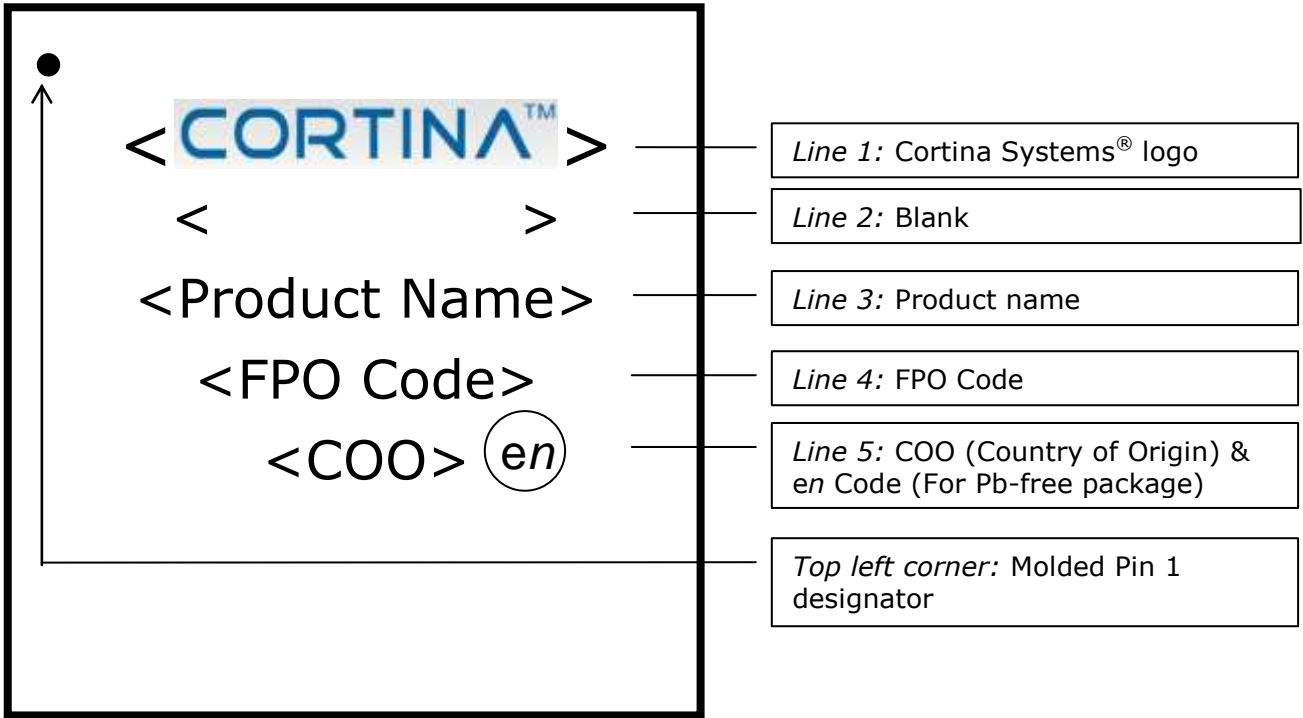 <CORTINA™>
Line 1: Cortina Systems® logo
< >
Line 2: Blank
<Product Name>
Line 3: Product name
<FPO Code>
Line 4: FPO Code
<COO> en
Line 5: COO (Country of Origin) &
en Code (For Pb-free package)
Top left corner: Molded Pin 1
designator